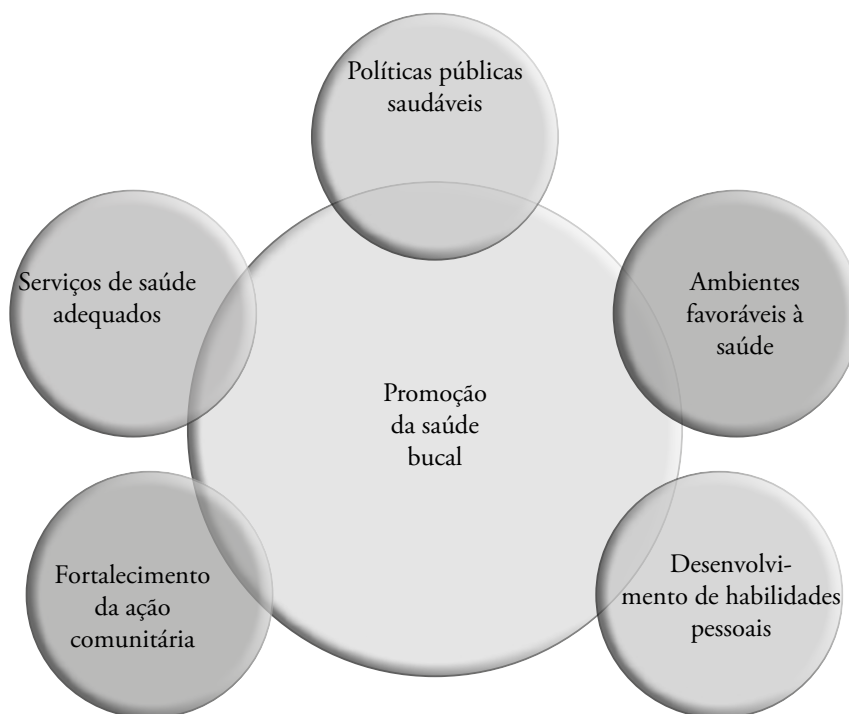 Políticas públicas
saudáveis
Serviços de saúde
adequados
Ambientes
favoráveis à
saúde
Promoção
da saúde
bucal
Fortalecimento
da ação
comunitária
Desenvolvi-
mento de habilidades
pessoais